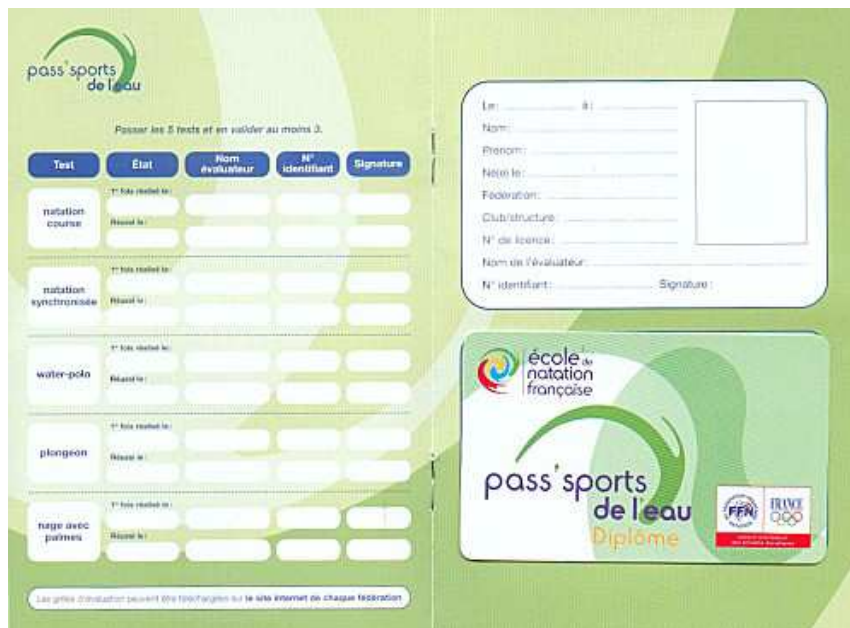 pass'sports
de l'eau
Passer les 5 tests et en valider au moins 3.
Test
État
Nom
évaluateur
N°
identifiant
Signature
natation
course
1re fois réalisé le :
Réussi le :
natation
synchronisée
1re fois réalisé le :
Réussi le :
water-polo
1re fois réalisé le :
Réussi le :
plongeon
1re fois réalisé le :
Réussi le :
nage avec
palmes
1re fois réalisé le :
Réussi le :
Les grilles d'évaluation peuvent être téléchargées sur le site internet de chaque fédération
Le : à :
Nom :
Prénom :
Né(e) le :
Fédération :
Club/structure :
N° de licence :
Nom de l'évaluateur :
N° identifiant : Signature :
école de
natation
française
pass'sports
de l'eau
Diplôme
FFN
FRANCE